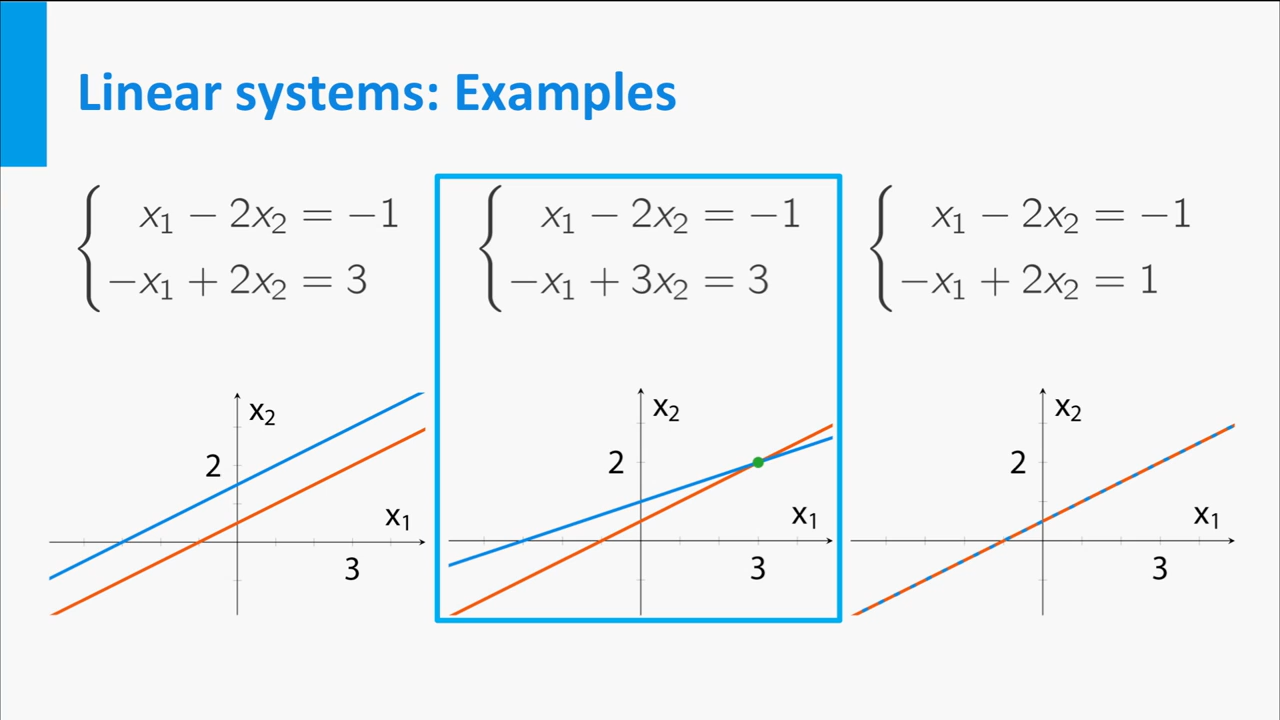 Linear systems: Examples
x₁ − 2x₂ = −1
−x₁ + 2x₂ = 3
x₁ − 2x₂ = −1
−x₁ + 3x₂ = 3
x₁ − 2x₂ = −1
−x₁ + 2x₂ = 1
x₂
2
x₁
3
x₂
2
x₁
3
x₂
2
x₁
3